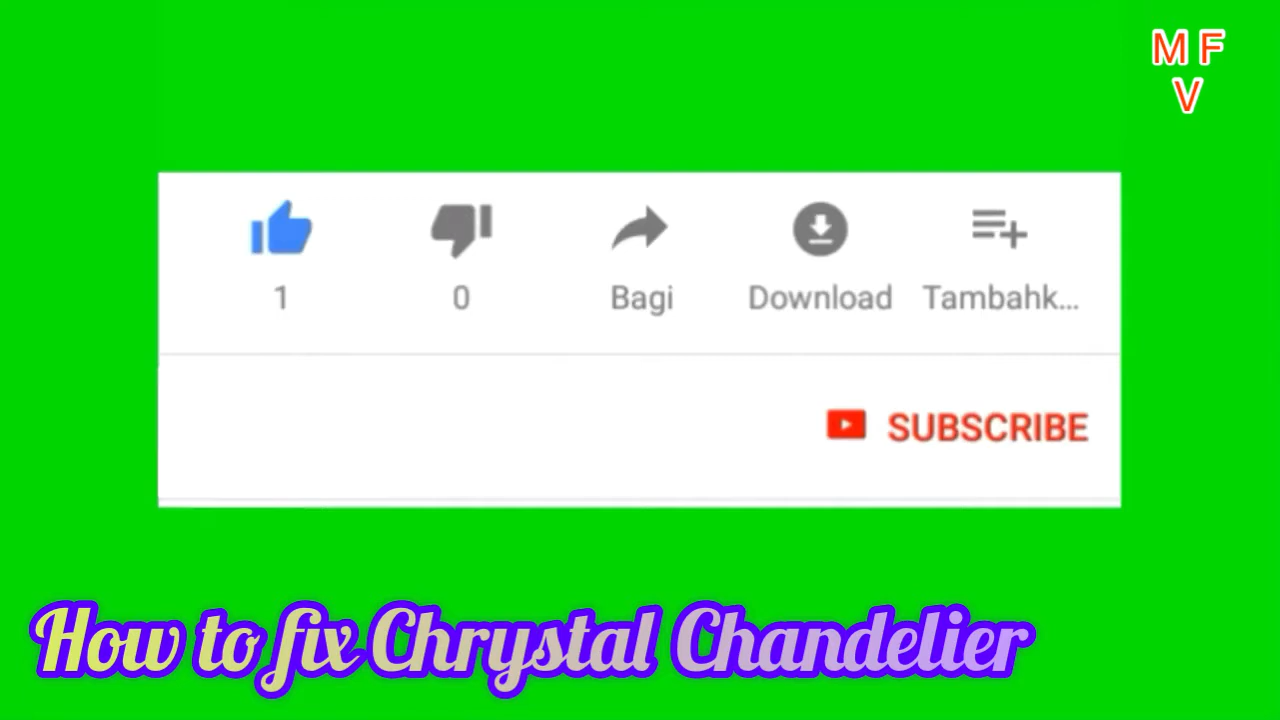 M F
V
1 0 Bagi Download Tambahk...
SUBSCRIBE
How to fix Chrystal Chandelier